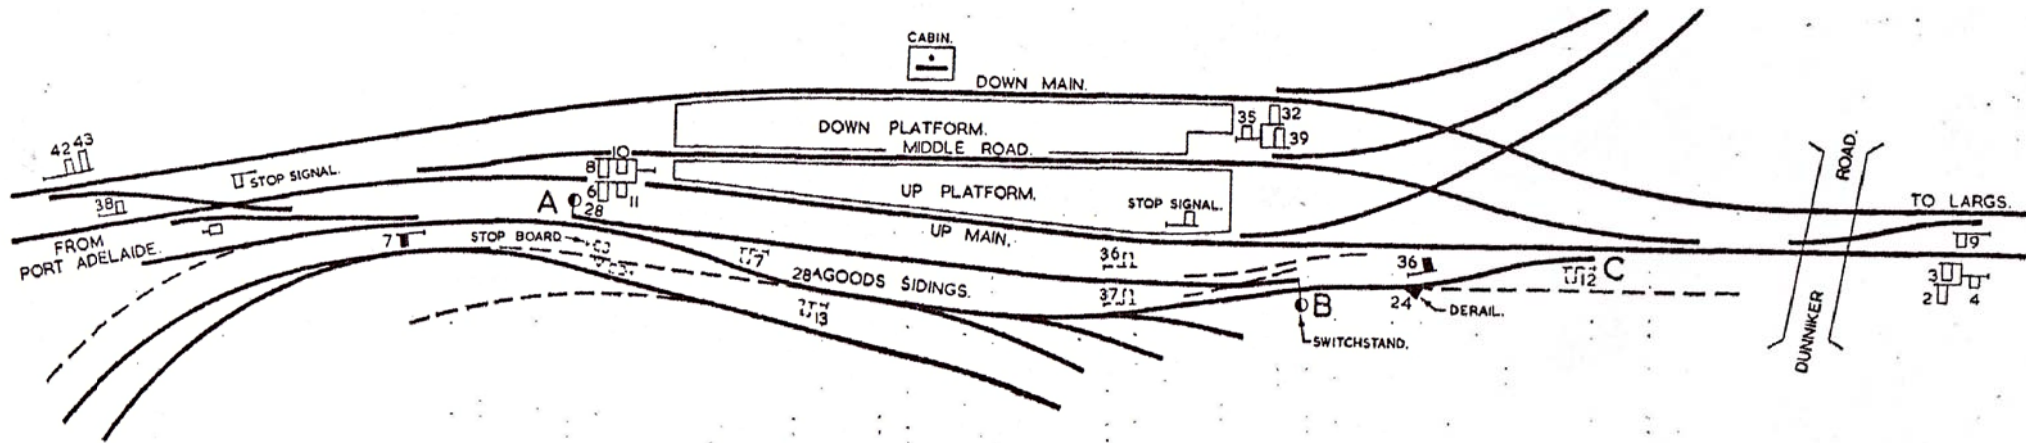 CABIN.
DOWN MAIN.
DOWN PLATFORM.
MIDDLE ROAD.
UP PLATFORM.
UP MAIN.
STOP SIGNAL.
42 43
STOP SIGNAL.
38
FROM
PORT ADELAIDE.
7
8 10
6 11
A
28
STOP BOARD
7
28A GOODS SIDINGS.
13
35 32
39
36
37
B
SWITCHSTAND.
36
24
DERAIL.
12
C
DUNNIKER
ROAD.
TO LARGS.
9
3
2 4